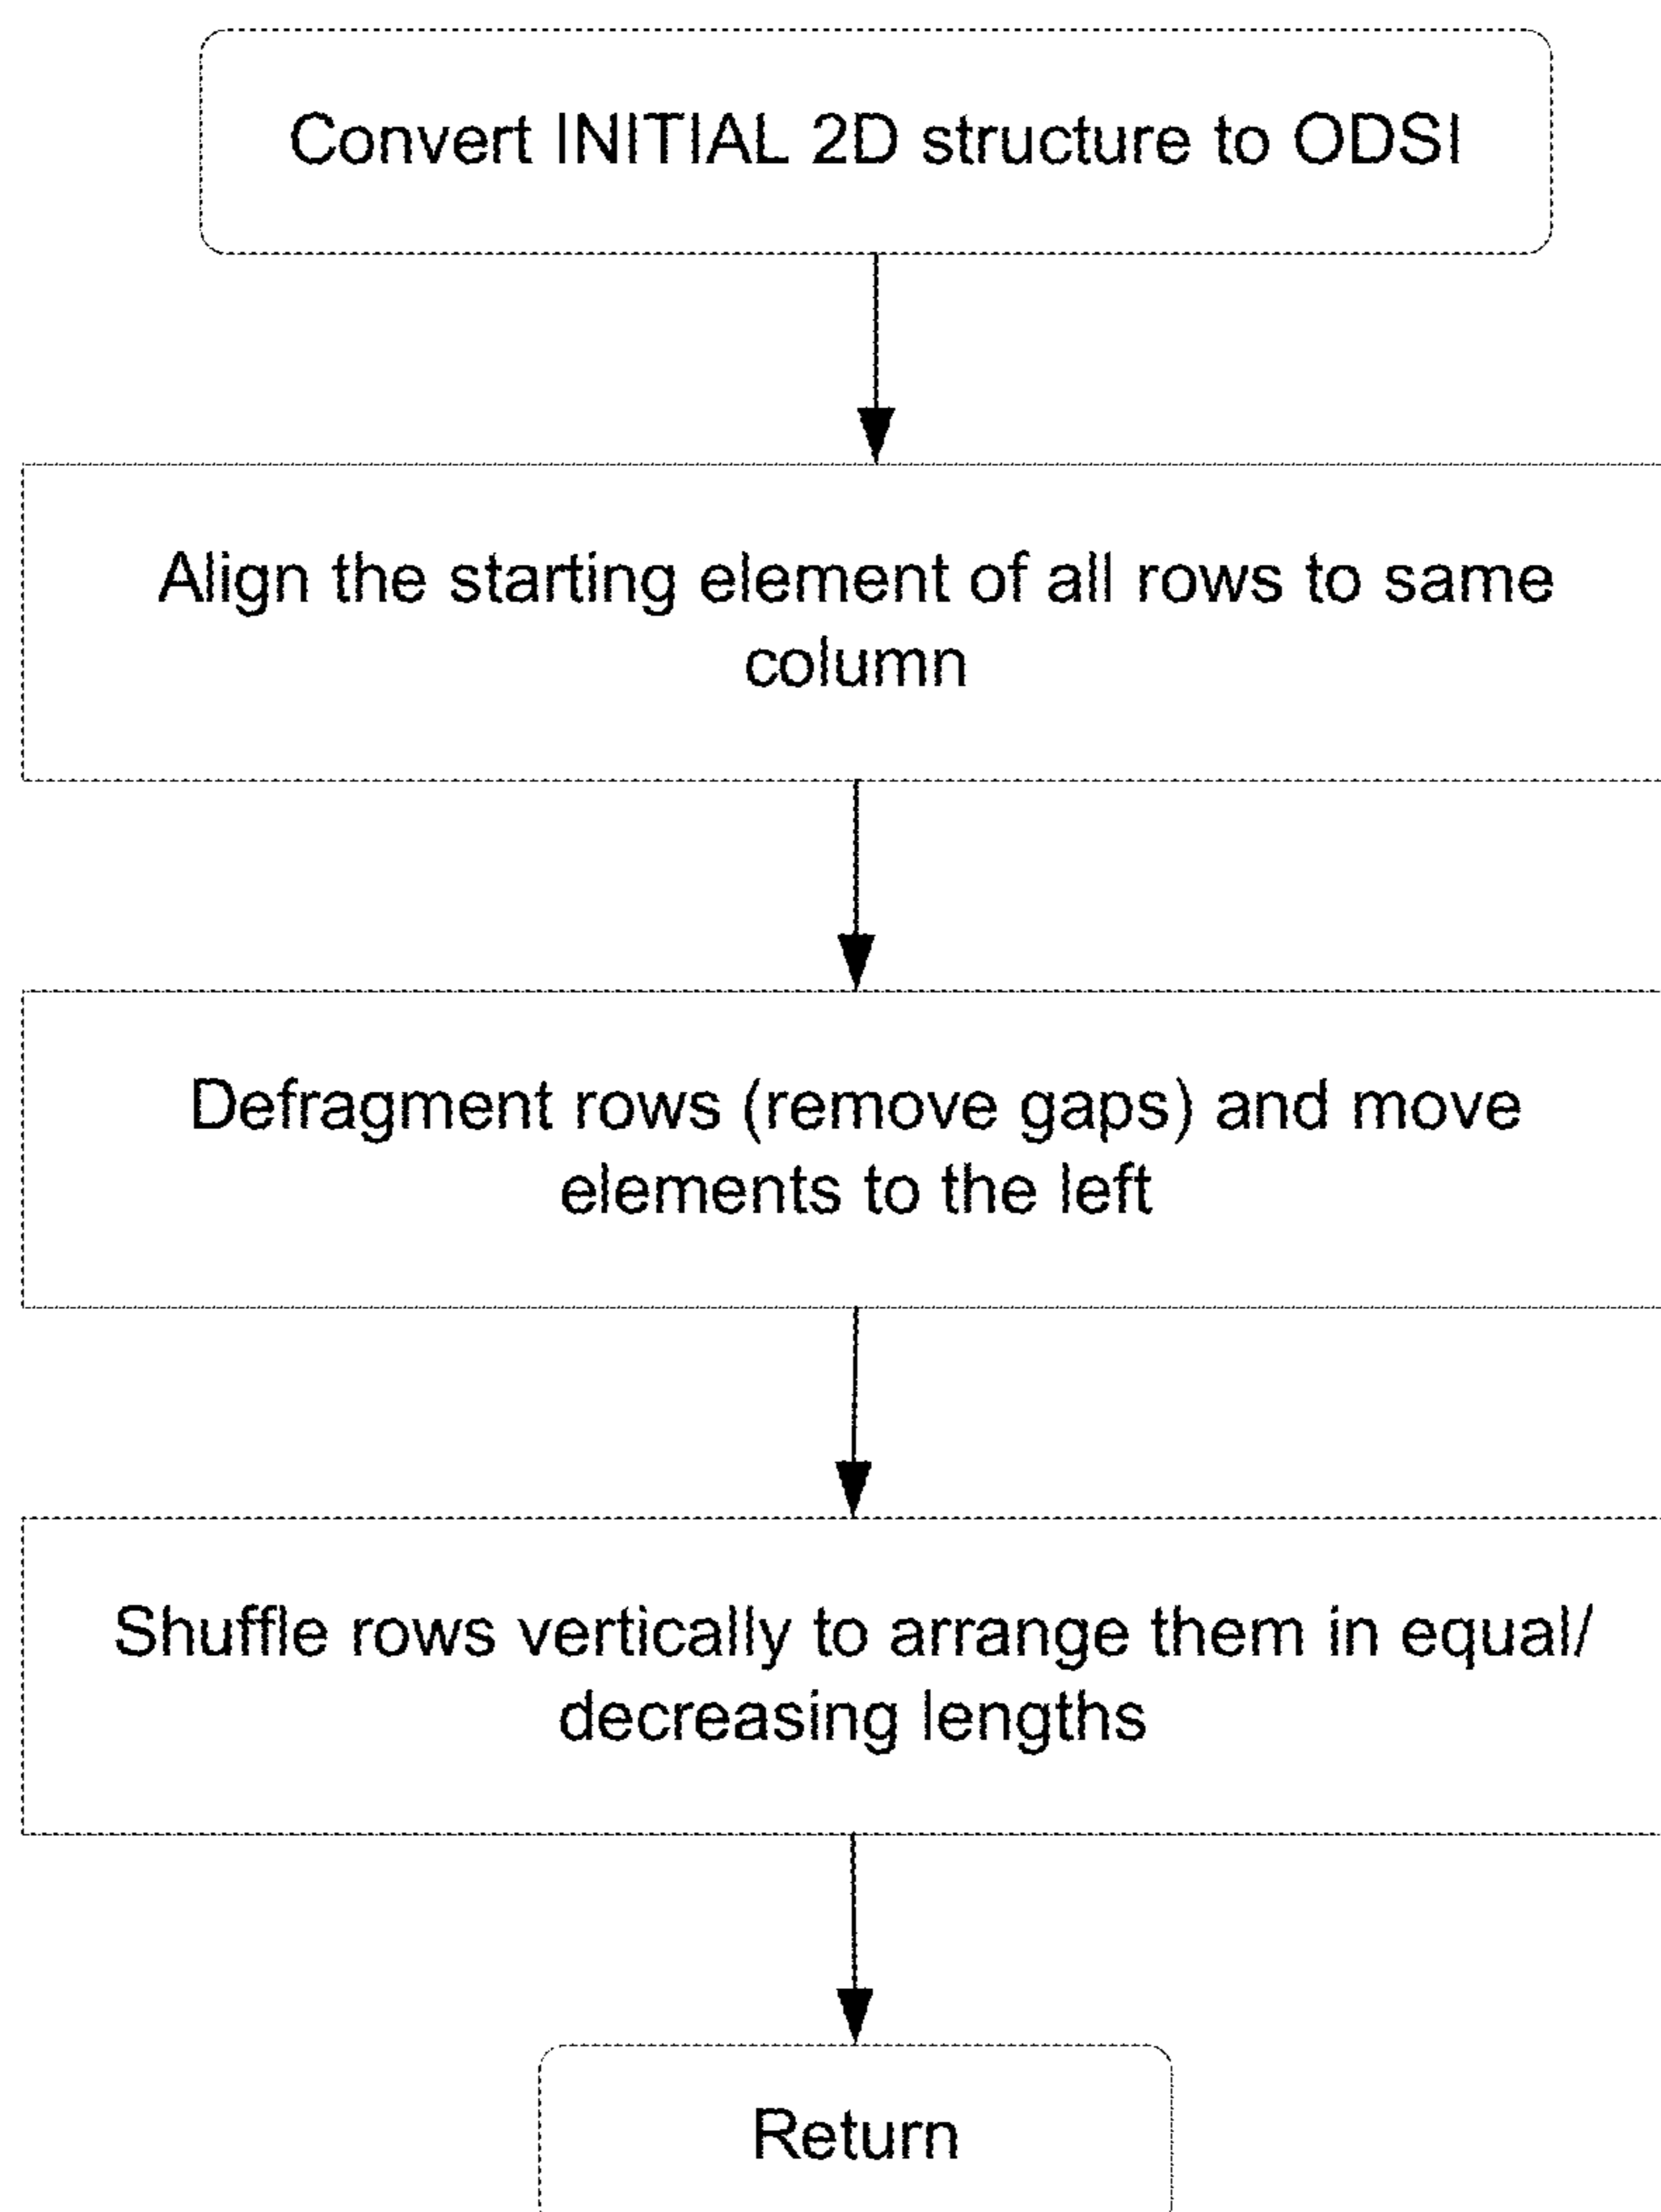 Convert INITIAL 2D structure to ODSI
Align the starting element of all rows to same
column
Defragment rows (remove gaps) and move
elements to the left
Shuffle rows vertically to arrange them in equal/
decreasing lengths
Return